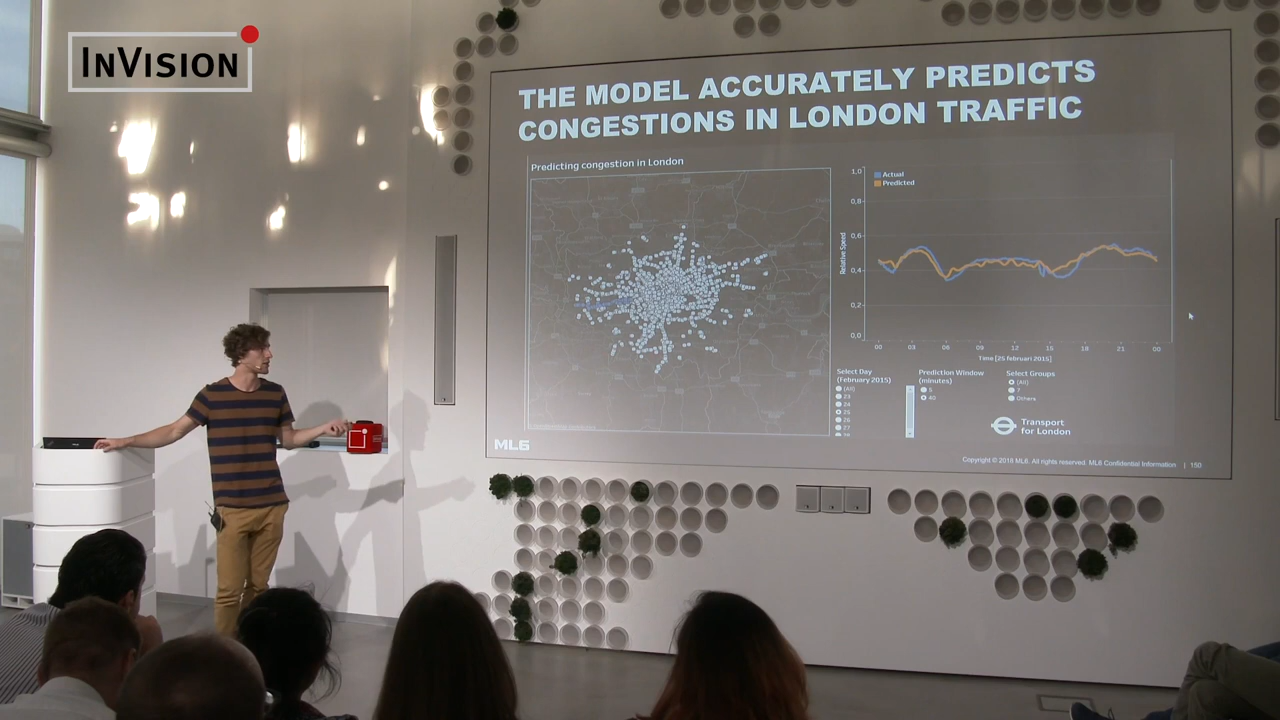 INVISION
THE MODEL ACCURATELY PREDICTS
CONGESTIONS IN LONDON TRAFFIC
Predicting congestion in London
1,0
0,8
0,6
0,4
0,2
0,0
Relative Speed
Actual
Predicted
00 03 06 09 12 15 18 21 00
Time [25 februari 2015]
Select Day
(February 2015)
(All)
23
24
25
26
27
28
Prediction Window
(minutes)
5
40
Select Groups
(All)
7
Others
Transport
for London
ML6
Copyright © 2018 ML6. All rights reserved. ML6 Confidential Information | 150